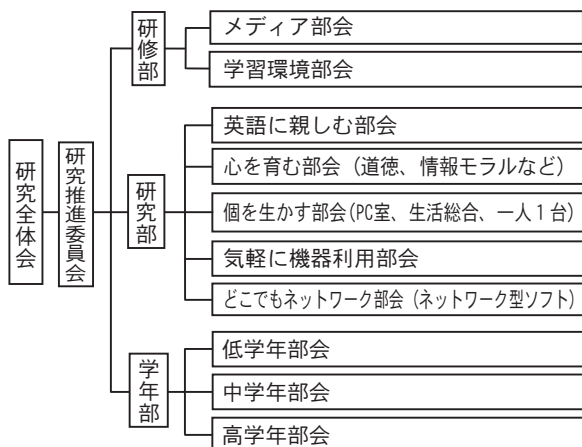 研究全体会
研究推進委員会
研修部
メディア部会
学習環境部会
研究部
英語に親しむ部会
心を育む部会（道徳、情報モラルなど）
個を生かす部会(PC室、生活総合、一人１台)
気軽に機器利用部会
どこでもネットワーク部会（ネットワーク型ソフト）
学年部
低学年部会
中学年部会
高学年部会